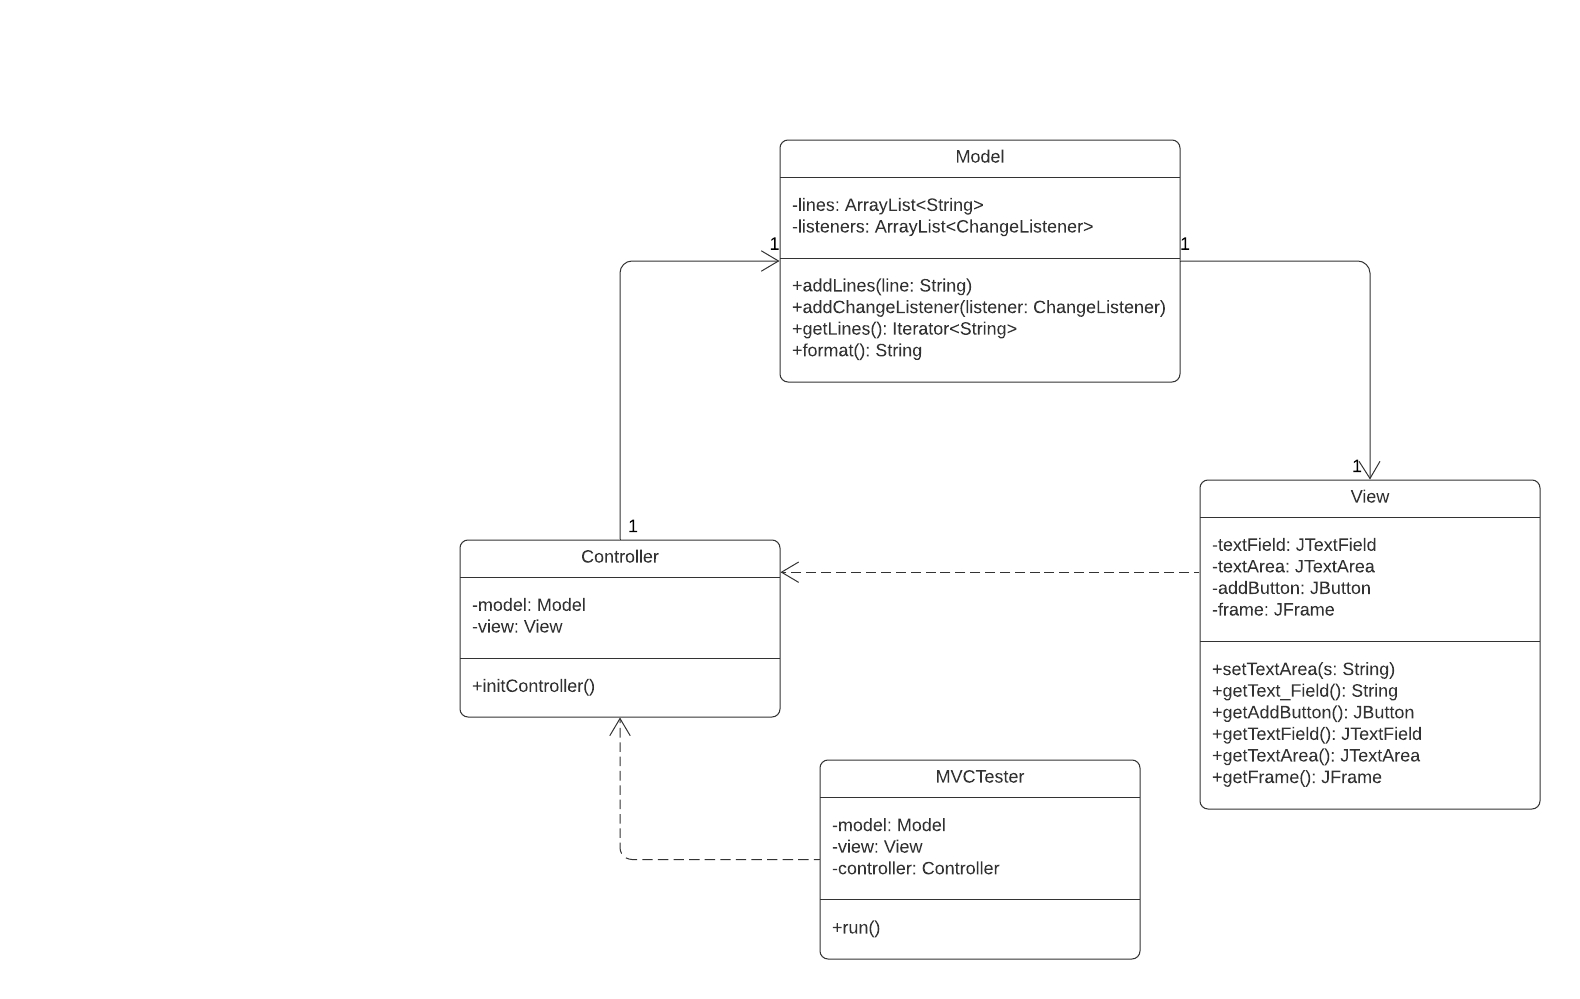 Model
-lines: ArrayList<String>
-listeners: ArrayList<ChangeListener>
1
1
+addLines(line: String)
+addChangeListener(listener: ChangeListener)
+getLines(): Iterator<String>
+format(): String
1
View
-textField: JTextField
-textArea: JTextArea
-addButton: JButton
-frame: JFrame
+setTextArea(s: String)
+getText_Field(): String
+getAddButton(): JButton
+getTextField(): JTextField
+getTextArea(): JTextArea
+getFrame(): JFrame
1
Controller
-model: Model
-view: View
+initController()
MVCTester
-model: Model
-view: View
-controller: Controller
+run()